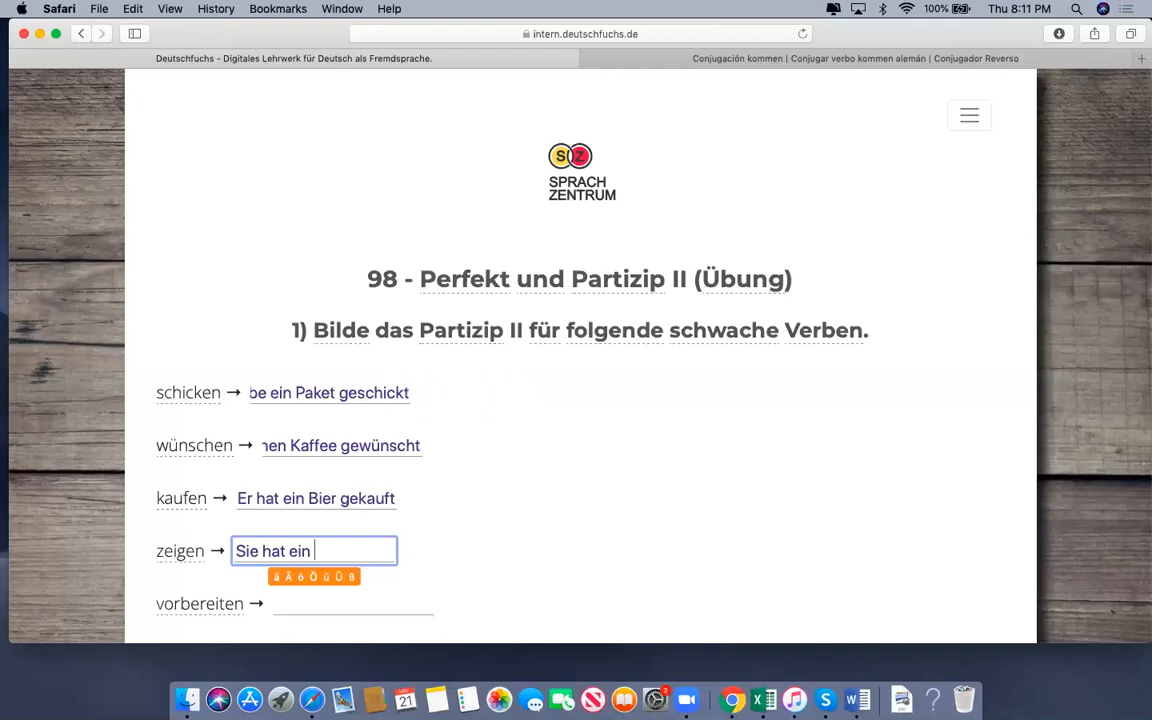 Safari File Edit View History Bookmarks Window Help 100% Thu 8:11 PM
intern.deutschfuchs.de
Deutschfuchs - Digitales Lehrwerk für Deutsch als Fremdsprache. Conjugación kommen | Conjugar verbo kommen alemán | Conjugador Reverso
SZ
SPRACH
ZENTRUM
98 - Perfekt und Partizip II (Übung)
1) Bilde das Partizip II für folgende schwache Verben.
schicken → be ein Paket geschickt
wünschen → nen Kaffee gewünscht
kaufen → Er hat ein Bier gekauft
zeigen → Sie hat ein
ä Ä ö Ö ü Ü ß
vorbereiten →
21
2